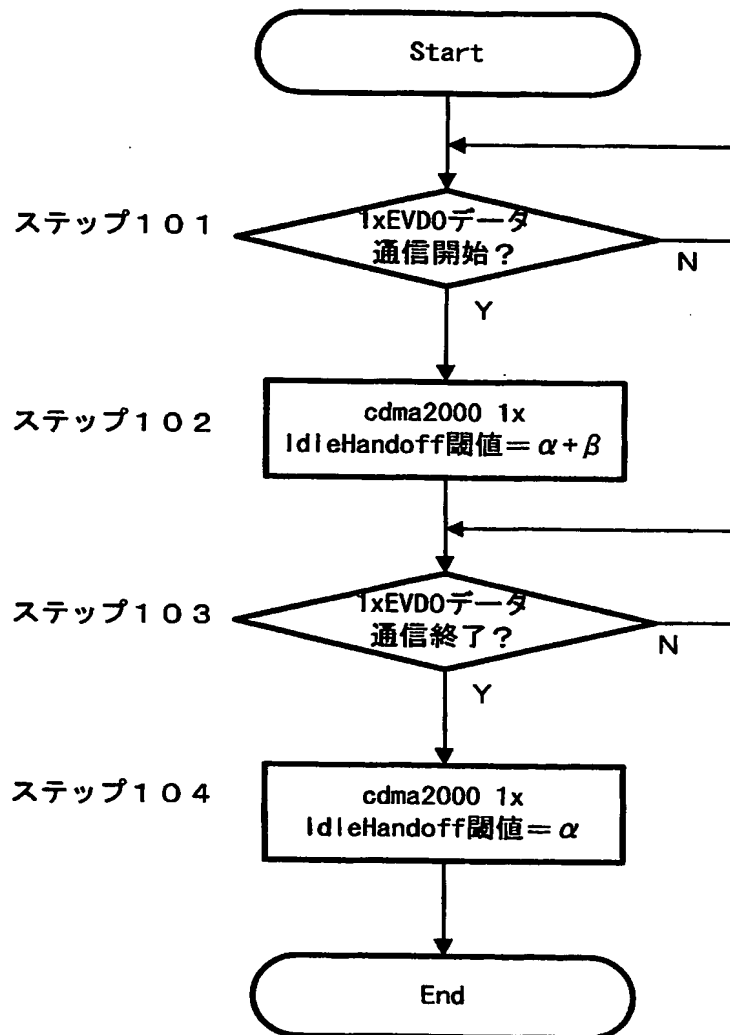 Start
ステップ１０１
1xEVDOデータ
通信開始？
N
Y
ステップ１０２
cdma2000 1x
IdleHandoff閾値＝α＋β
ステップ１０３
1xEVDOデータ
通信終了？
N
Y
ステップ１０４
cdma2000 1x
IdleHandoff閾値＝α
End